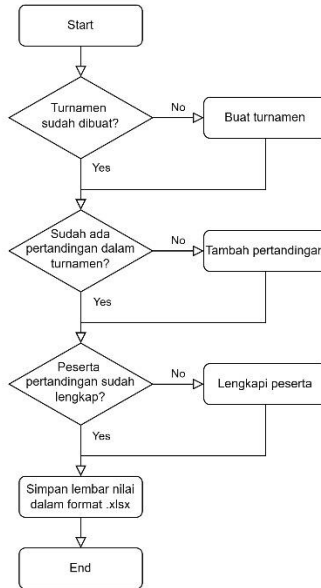 Start
Turnamen
sudah dibuat?
No
Buat turnamen
Yes
Sudah ada
pertandingan dalam
turnamen?
No
Tambah pertandingan
Yes
Peserta
pertandingan sudah
lengkap?
No
Lengkapi peserta
Yes
Simpan lembar nilai
dalam format .xlsx
End